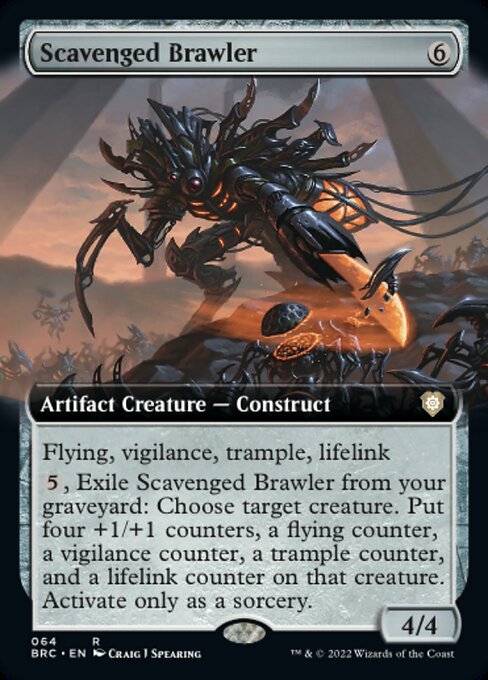 Scavenged Brawler 6
Artifact Creature — Construct
Flying, vigilance, trample, lifelink
5, Exile Scavenged Brawler from your
graveyard: Choose target creature. Put
four +1/+1 counters, a flying counter,
a vigilance counter, a trample counter,
and a lifelink counter on that creature.
Activate only as a sorcery.
4/4
064 R
BRC • EN Craig J Spearing
™ & © 2022 Wizards of the Coast